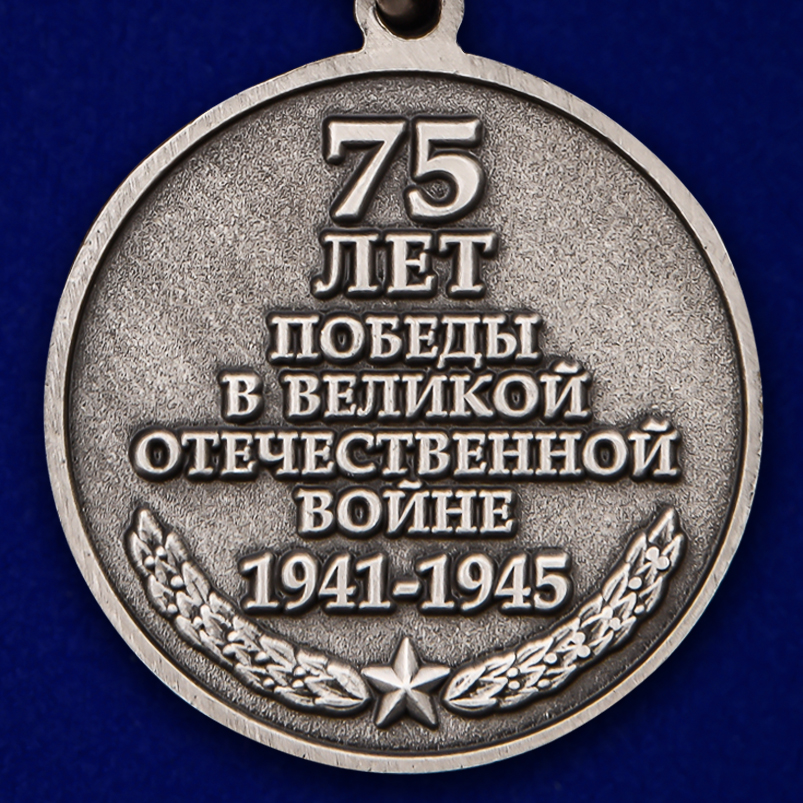 75
ЛЕТ
ПОБЕДЫ
В ВЕЛИКОЙ
ОТЕЧЕСТВЕННОЙ
ВОЙНЕ
1941-1945